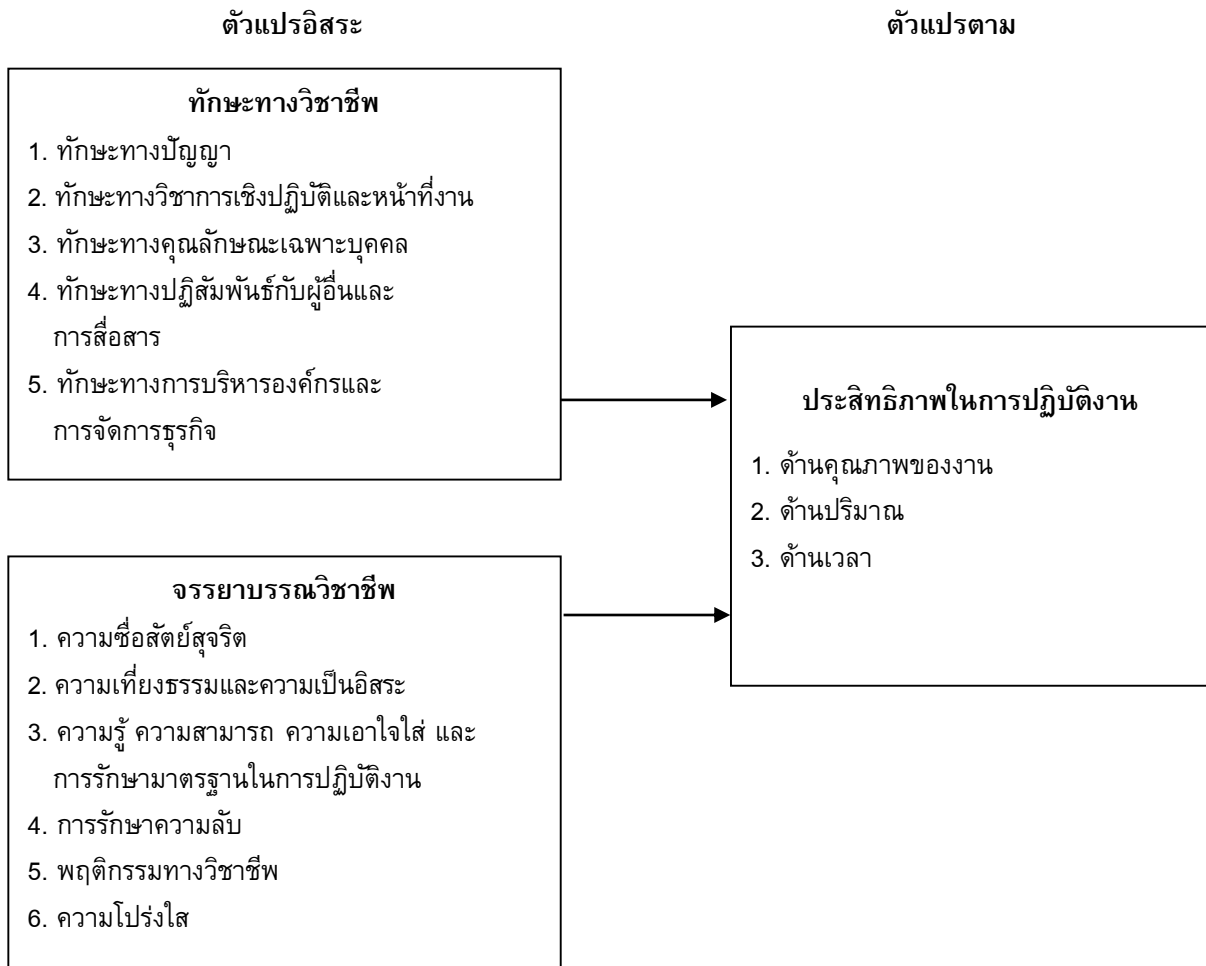 ตัวแปรอิสระ
ตัวแปรตาม
ทักษะทางวิชาชีพ
1. ทักษะทางปัญญา
2. ทักษะทางวิชาการเชิงปฏิบัติและหน้าที่งาน
3. ทักษะทางคุณลักษณะเฉพาะบุคคล
4. ทักษะทางปฏิสัมพันธ์กับผู้อื่นและ
การสื่อสาร
5. ทักษะทางการบริหารองค์กรและ
การจัดการธุรกิจ
จรรยาบรรณวิชาชีพ
1. ความซื่อสัตย์สุจริต
2. ความเที่ยงธรรมและความเป็นอิสระ
3. ความรู้ ความสามารถ ความเอาใจใส่ และ
การรักษามาตรฐานในการปฏิบัติงาน
4. การรักษาความลับ
5. พฤติกรรมทางวิชาชีพ
6. ความโปร่งใส
ประสิทธิภาพในการปฏิบัติงาน
1. ด้านคุณภาพของงาน
2. ด้านปริมาณ
3. ด้านเวลา